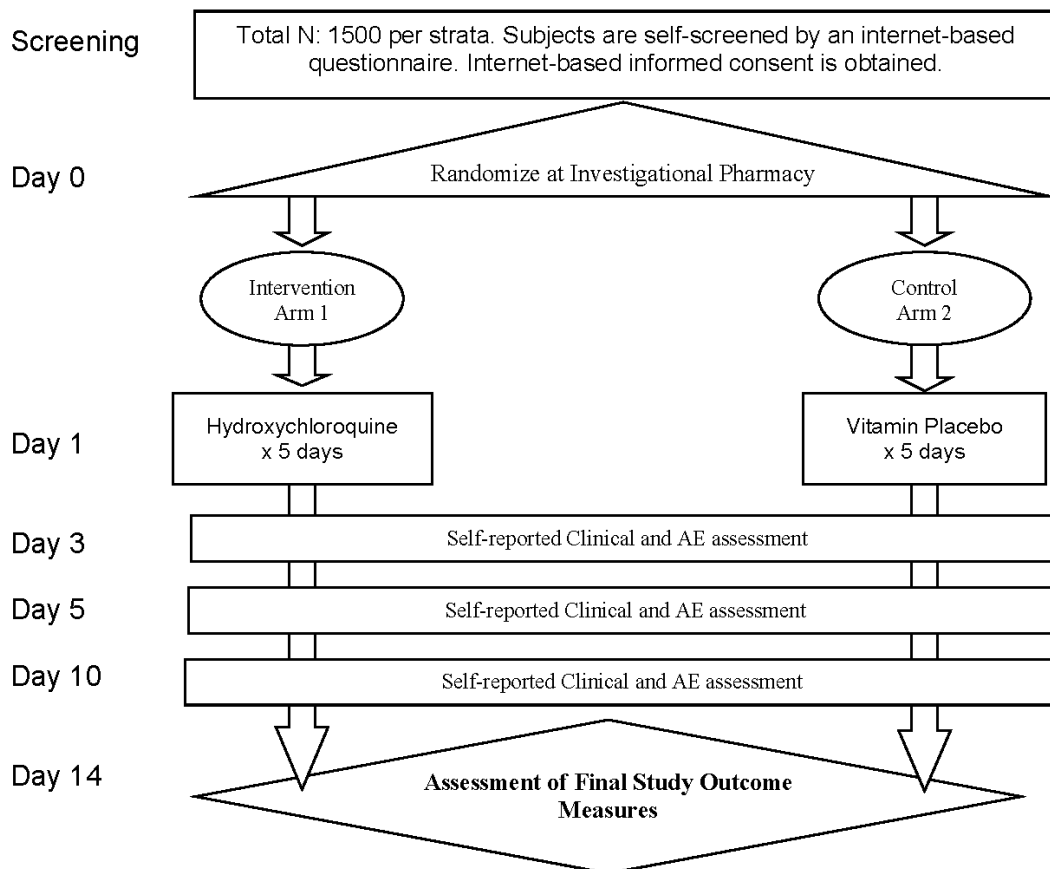 Screening
Total N: 1500 per strata. Subjects are self-screened by an internet-based
questionnaire. Internet-based informed consent is obtained.
Day 0
Randomize at Investigational Pharmacy
Intervention
Arm 1
Control
Arm 2
Day 1
Hydroxychloroquine
x 5 days
Vitamin Placebo
x 5 days
Day 3
Self-reported Clinical and AE assessment
Day 5
Self-reported Clinical and AE assessment
Day 10
Self-reported Clinical and AE assessment
Day 14
Assessment of Final Study Outcome
Measures